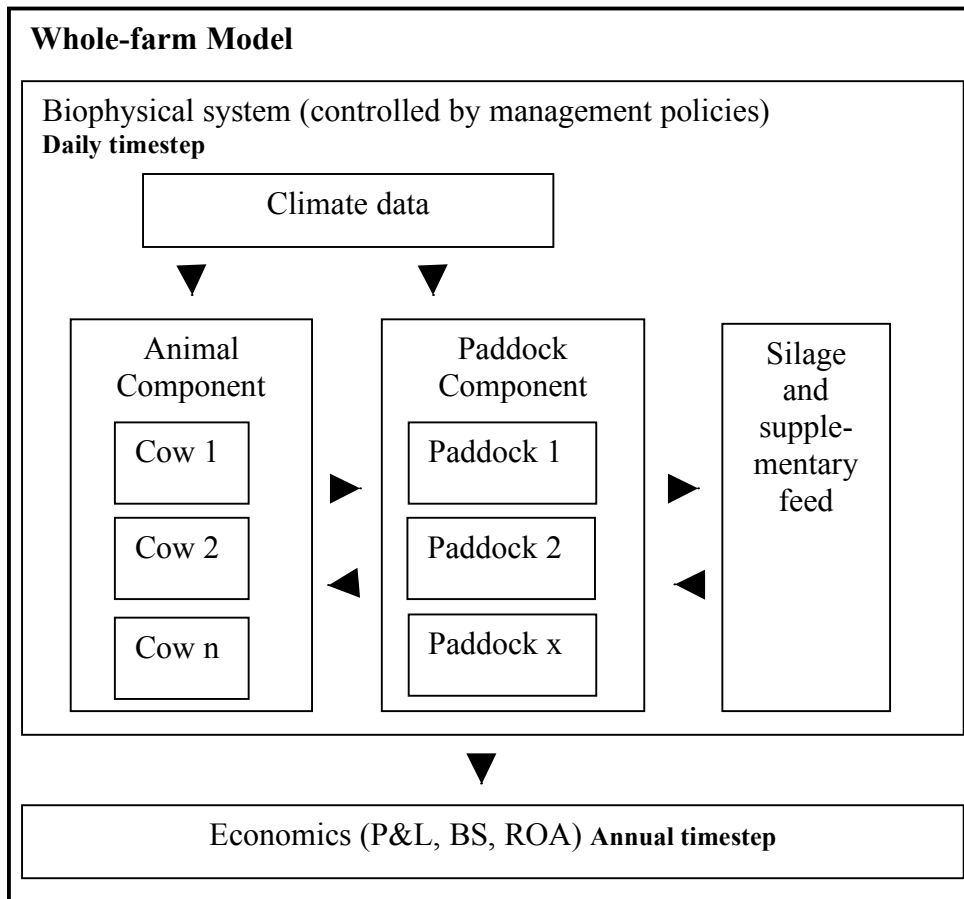 Whole-farm Model
Biophysical system (controlled by management policies)
Daily timestep
Climate data
Animal
Component
Cow 1
Cow 2
Cow n
Paddock
Component
Paddock 1
Paddock 2
Paddock x
Silage
and
supple-
mentary
feed
Economics (P&L, BS, ROA) Annual timestep